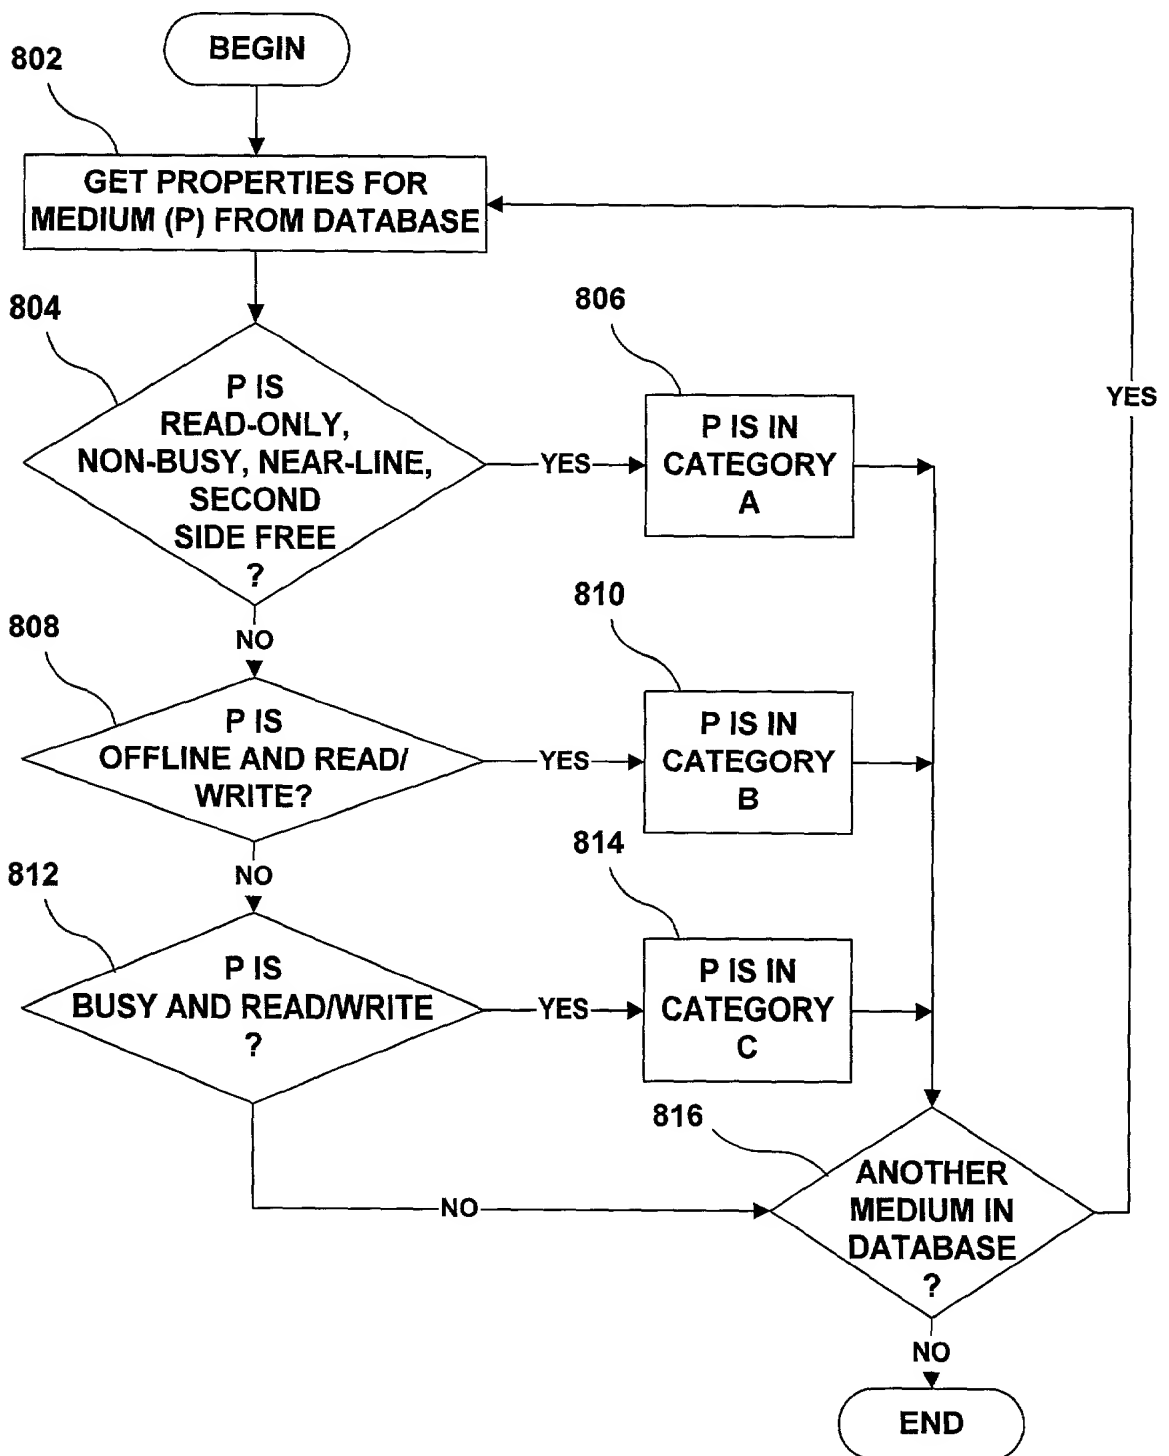 BEGIN
802
GET PROPERTIES FOR
MEDIUM (P) FROM DATABASE
804
P IS
READ-ONLY,
NON-BUSY, NEAR-LINE,
SECOND
SIDE FREE
?
YES
806
P IS IN
CATEGORY
A
YES
NO
808
P IS
OFFLINE AND READ/
WRITE?
YES
810
P IS IN
CATEGORY
B
NO
812
P IS
BUSY AND READ/WRITE
?
YES
814
P IS IN
CATEGORY
C
NO
816
ANOTHER
MEDIUM IN
DATABASE
?
NO
END